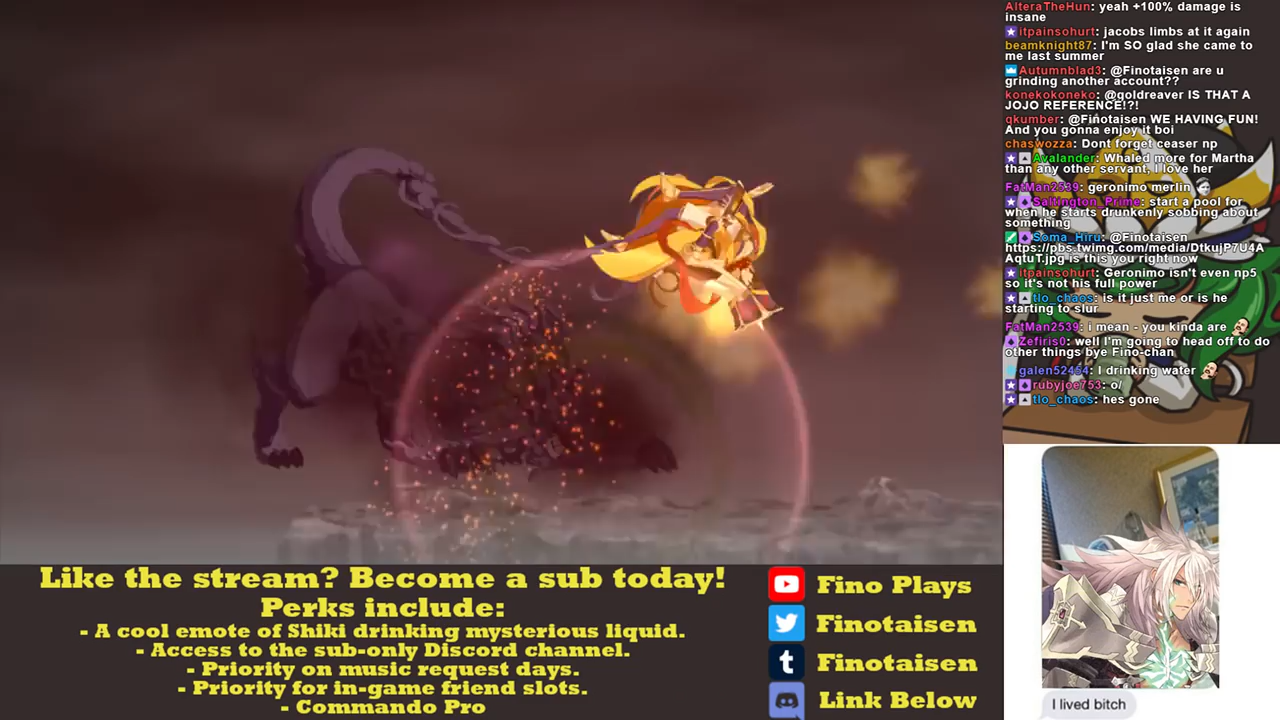 AlteraTheHun: yeah +100% damage is
insane
itpainsohurt: jacobs limbs at it again
beamknight87: I'm SO glad she came to
me last summer
Autumnblad3: @Finotaisen are u
grinding another account??
konekokoneko: @goldreaver IS THAT A
JOJO REFERENCE!?!
qkumber: @Finotaisen WE HAVING FUN!
And you gonna enjoy it boi
chaswozza: Dont forget ceaser np
Avalander: Whaled more for Martha
than any other servant, I love her
FatMan2539: geronimo merlin
Saltington_Prime: start a pool for
when he starts drunkenly sobbing about
something
Soma_Hiru: @Finotaisen
https://pbs.twimg.com/media/DtkujP7U4A
AqtuT.jpg is this you right now
itpainsohurt: Geronimo Isn't even np5
so it's not his full power
tlo_chaos: is it just me or is he
starting to slur
FatMan2539: i mean - you kinda are
Zefiris0: well I'm going to head off to do
other things bye Fino-chan
galen52454: I drinking water
rubyjoe753: o/
tlo_chaos: hes gone
Like the stream? Become a sub today!
Perks include:
- A cool emote of Shiki drinking mysterious liquid.
- Access to the sub-only Discord channel.
- Priority on music request days.
- Priority for in-game friend slots.
- Commando Pro
Fino Plays
Finotaisen
t Finotaisen
Link Below
I lived bitch